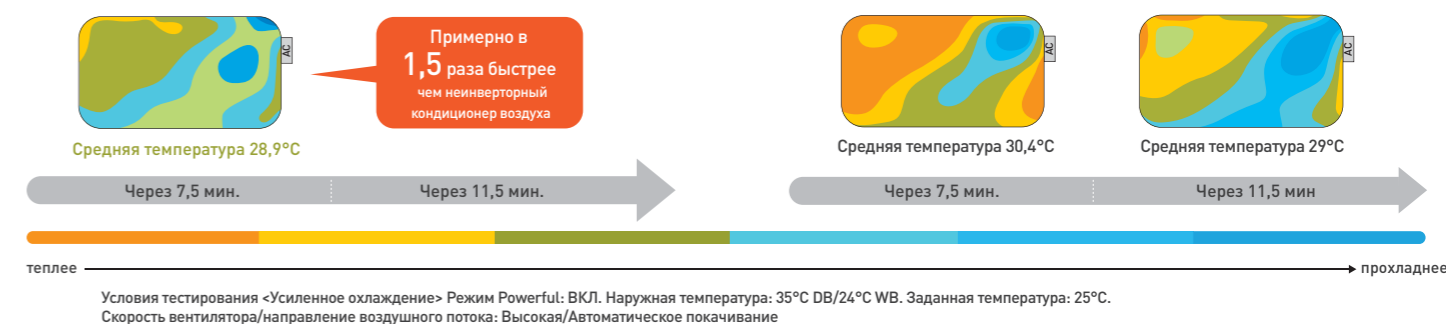 AC
Примерно в
1,5 раза быстрее
чем неинверторный
кондиционер воздуха
AC
AC
Средняя температура 28,9°C
Средняя температура 30,4°C
Средняя температура 29°C
Через 7,5 мин.
Через 11,5 мин.
Через 7,5 мин.
Через 11,5 мин
теплее
прохладнее
Условия тестирования <Усиленное охлаждение> Режим Powerful: ВКЛ. Наружная температура: 35°C DB/24°C WB. Заданная температура: 25°C.
Скорость вентилятора/направление воздушного потока: Высокая/Автоматическое покачивание